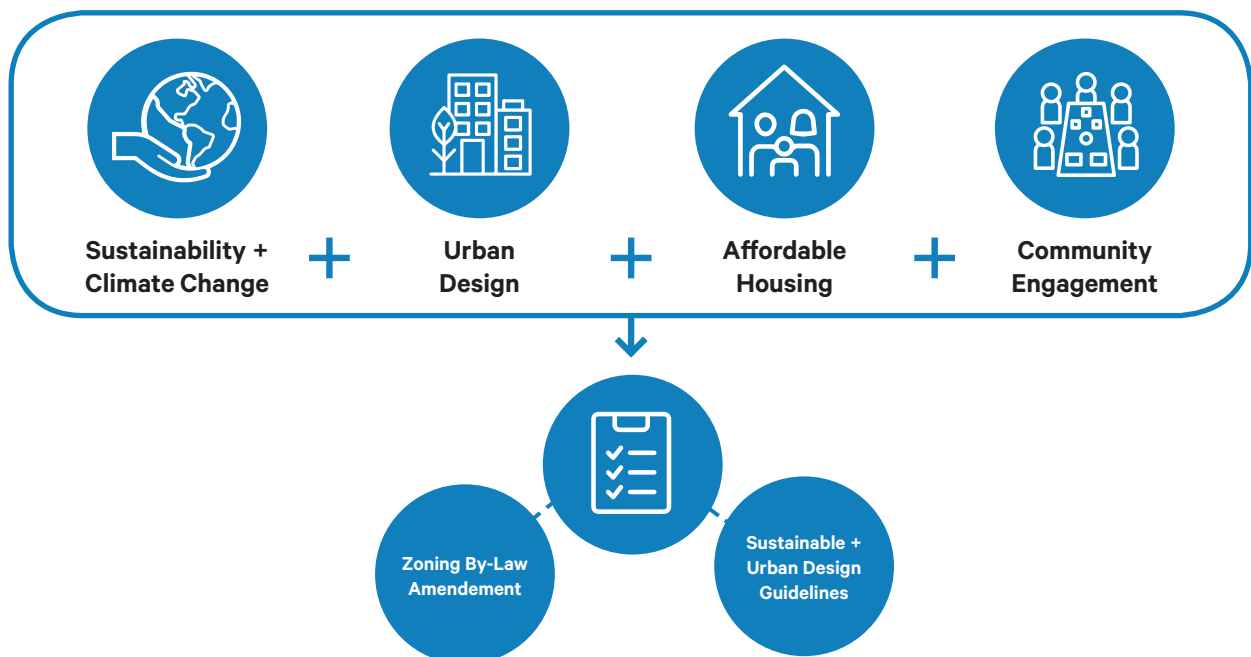 Sustainability +
Climate Change
+
Urban
Design
+
Affordable
Housing
+
Community
Engagement
Zoning By-Law
Amendement
Sustainable +
Urban Design
Guidelines